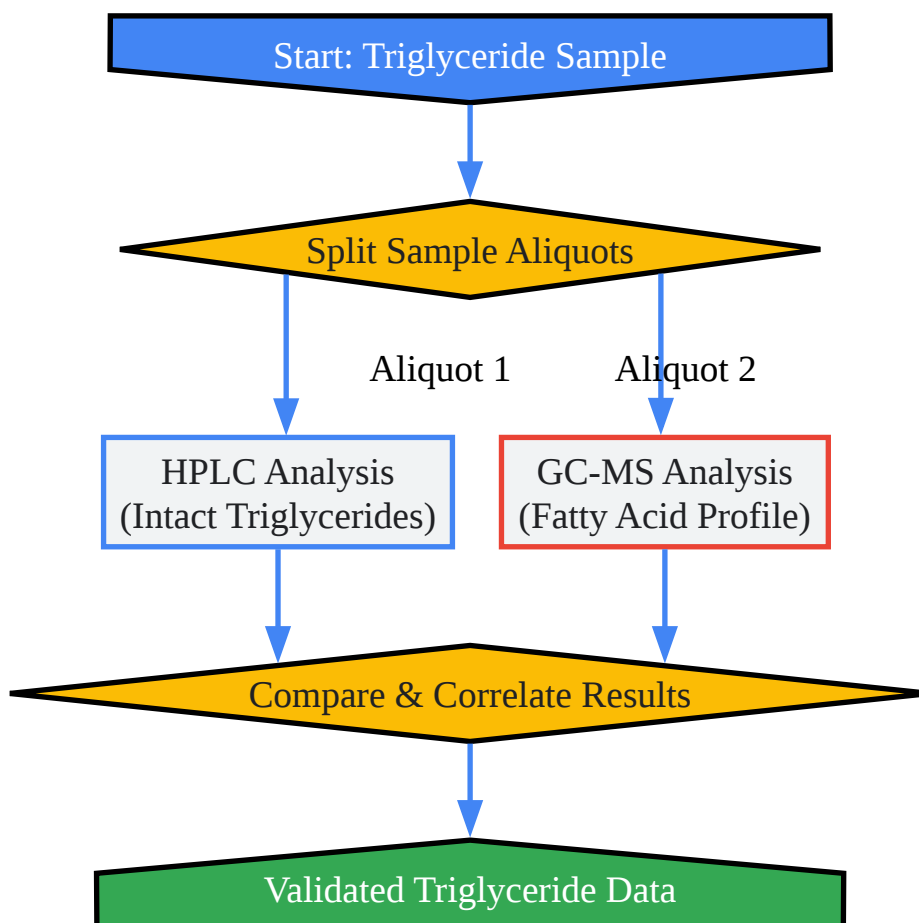 Start: Triglyceride Sample
Split Sample Aliquots
Aliquot 1
Aliquot 2
HPLC Analysis
(Intact Triglycerides)
GC-MS Analysis
(Fatty Acid Profile)
Compare & Correlate Results
Validated Triglyceride Data